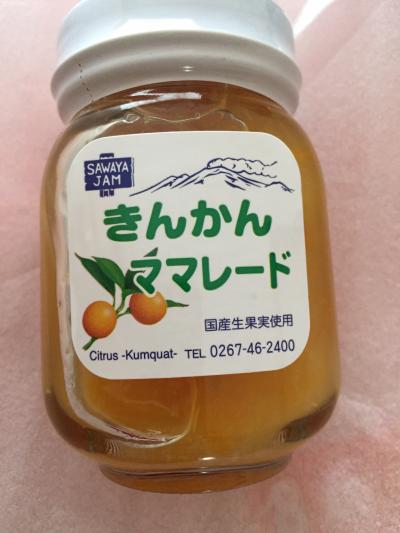 SAWAYA
JAM
きんかん
ママレード
国産生果実使用
Citrus -Kumquat- TEL 0267-46-2400